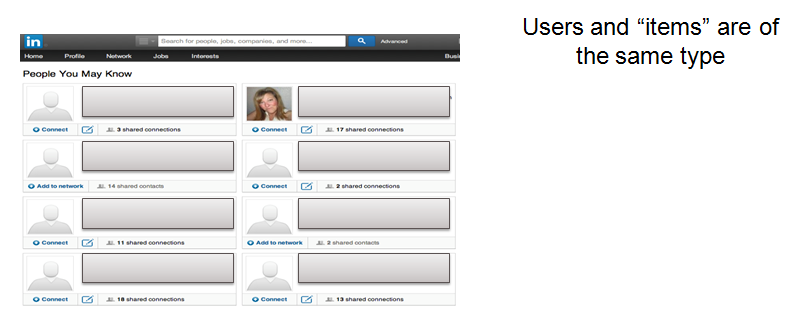 Users and “items” are of
the same type
in
Search for people, jobs, companies, and more...
Advanced
Home Profile Network Jobs Interests Busi
People You May Know
Connect 3 shared connections
Connect 17 shared connections
Add to network 14 shared contacts
Connect 2 shared connections
Connect 11 shared connections
Add to network 2 shared contacts
Connect 18 shared connections
Connect 13 shared connections